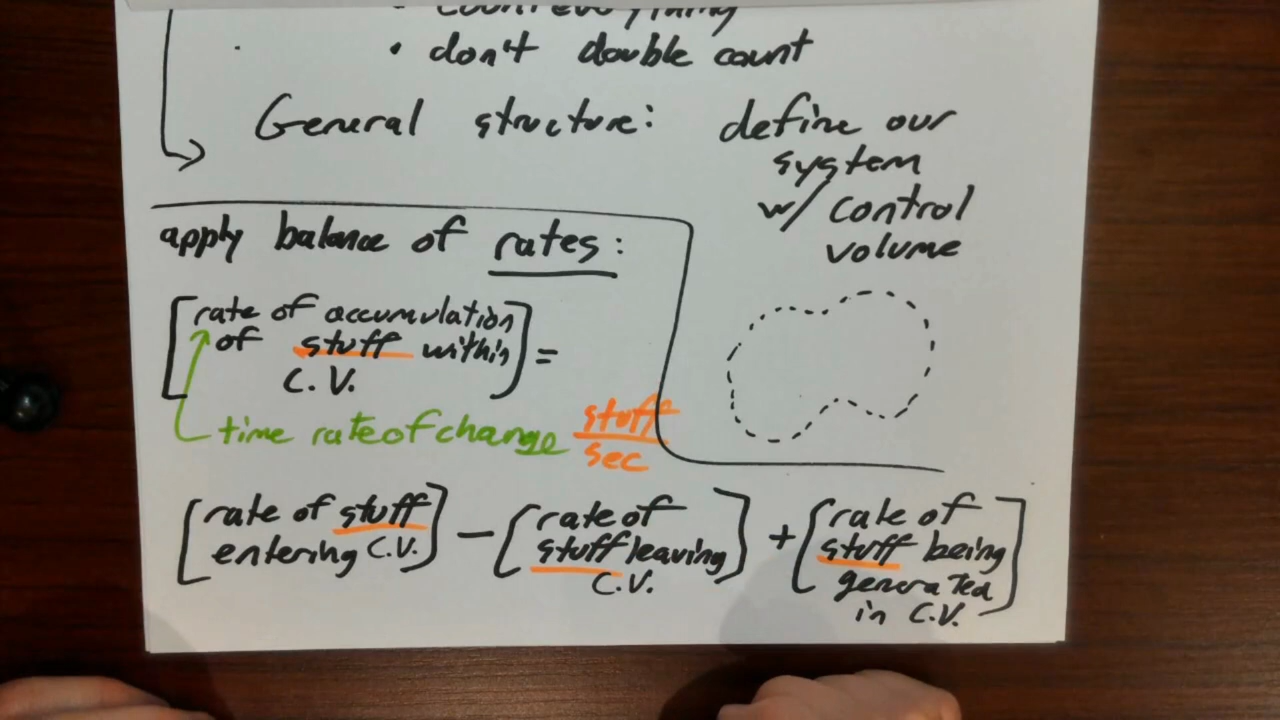 • count everything
• don't double count
General structure: define our
system
w/ control
volume
apply balance of rates:
[rate of accumulation
of stuff within
C.V.] =
time rate of change stuff
sec
[rate of stuff
entering C.V.] - [rate of
stuff leaving
C.V.] + [rate of
stuff being
generated
in C.V.]